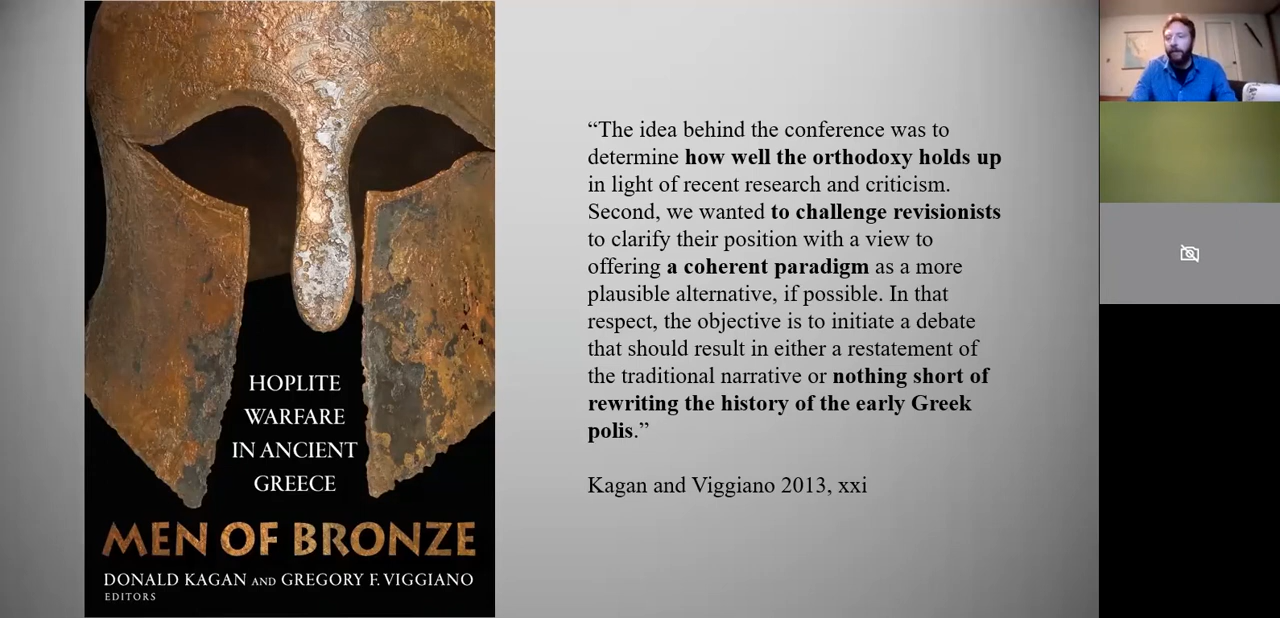 HOPLITE
WARFARE
IN ANCIENT
GREECE
MEN OF BRONZE
DONALD KAGAN AND GREGORY F. VIGGIANO
EDITORS
“The idea behind the conference was to
determine how well the orthodoxy holds up
in light of recent research and criticism.
Second, we wanted to challenge revisionists
to clarify their position with a view to
offering a coherent paradigm as a more
plausible alternative, if possible. In that
respect, the objective is to initiate a debate
that should result in either a restatement of
the traditional narrative or nothing short of
rewriting the history of the early Greek
polis.”
Kagan and Viggiano 2013, xxi